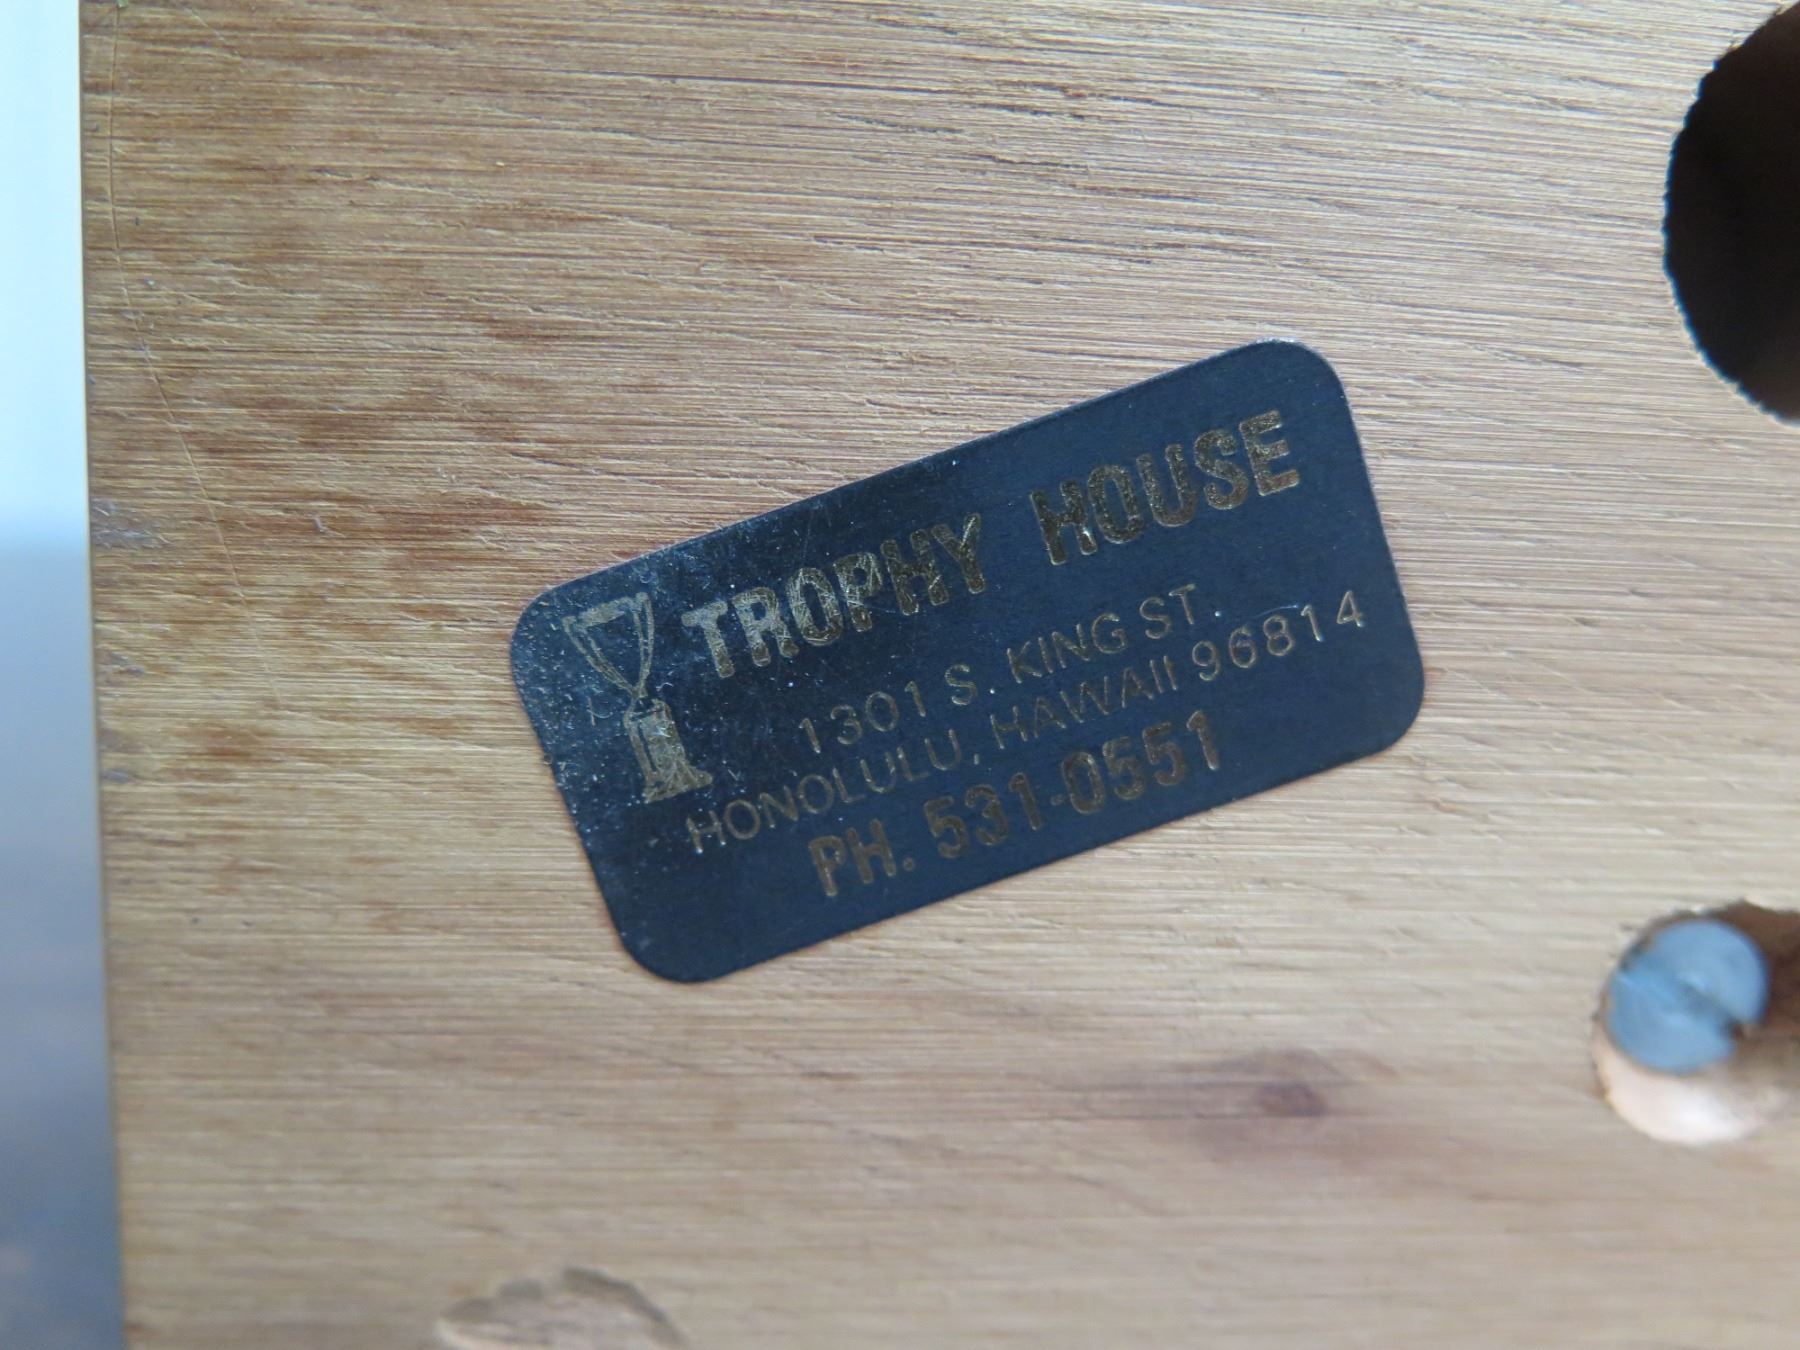 TROPHY HOUSE
1301 S. KING ST.
HONOLULU, HAWAII 96814
PH. 531-0551